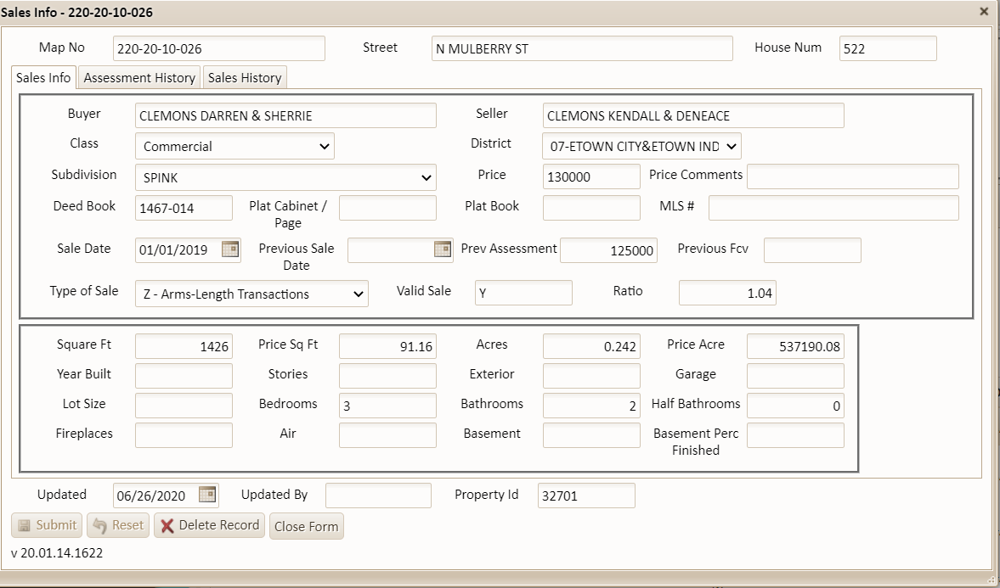 Sales Info - 220-20-10-026
Map No 220-20-10-026 Street N MULBERRY ST House Num 522
Sales Info Assessment History Sales History
Buyer CLEMONS DARREN & SHERRIE Seller CLEMONS KENDALL & DENEACE
Class Commercial District 07-ETOWN CITY&ETOWN IND
Subdivision SPINK Price 130000 Price Comments
Deed Book 1467-014 Plat Cabinet / Plat Book MLS #
Page
Sale Date 01/01/2019 Previous Sale Prev Assessment 125000 Previous Fcv
Date
Type of Sale Z - Arms-Length Transactions Valid Sale Y Ratio 1.04
Square Ft 1426 Price Sq Ft 91.16 Acres 0.242 Price Acre 537190.08
Year Built Stories Exterior Garage
Lot Size Bedrooms 3 Bathrooms 2 Half Bathrooms 0
Fireplaces Air Basement Basement Perc
Finished
Updated 06/26/2020 Updated By Property Id 32701
Submit Reset Delete Record Close Form
v 20.01.14.1622